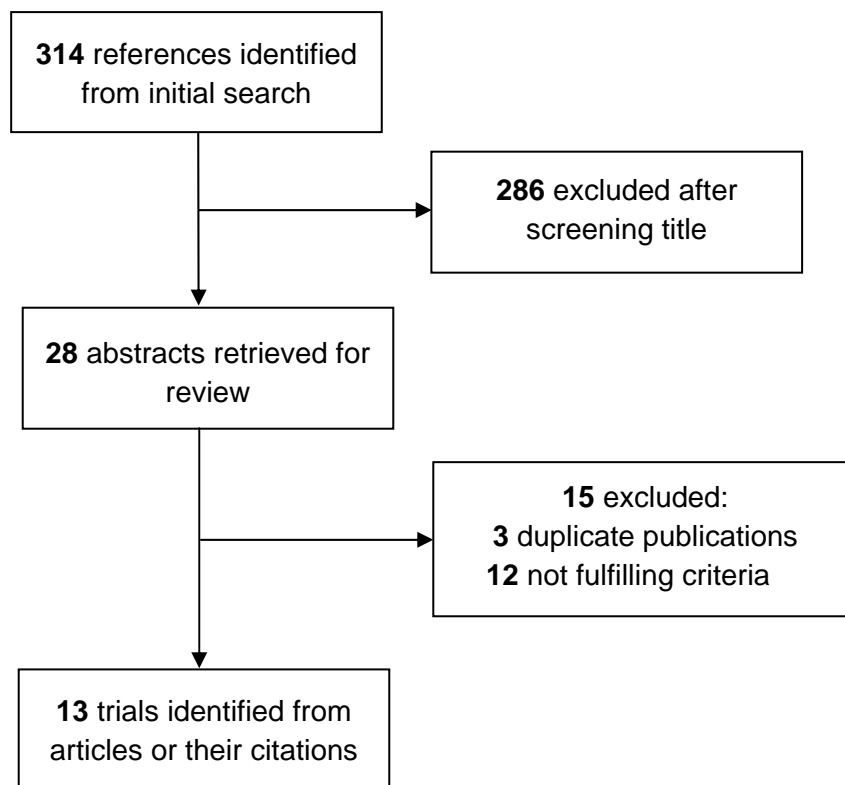 314 references identified
from initial search
286 excluded after
screening title
28 abstracts retrieved for
review
15 excluded:
3 duplicate publications
12 not fulfilling criteria
13 trials identified from
articles or their citations